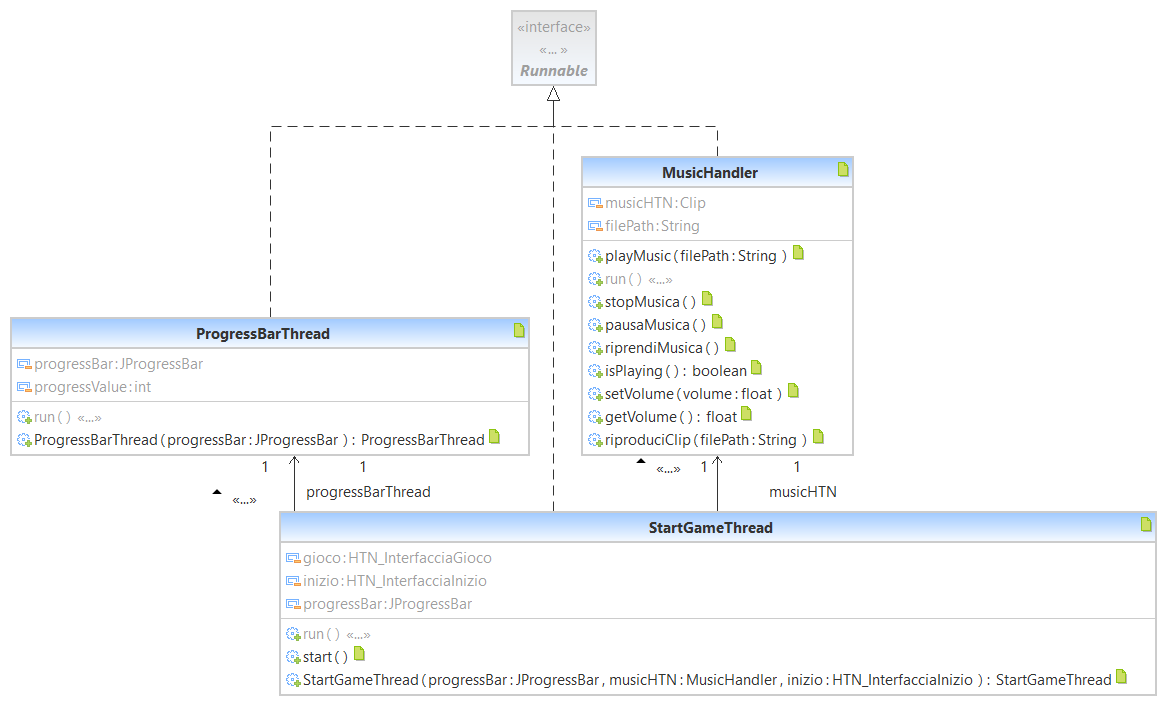 «interface»
«... »
Runnable
MusicHandler
musicHTN:Clip
filePath:String
playMusic(filePath:String )
run( ) «...»
stopMusica( )
pausaMusica( )
riprendiMusica( )
isPlaying( ): boolean
setVolume(volume:float )
getVolume( ): float
riproduciClip(filePath:String )
ProgressBarThread
progressBar:JProgressBar
progressValue:int
run( ) «...»
ProgressBarThread(progressBar:JProgressBar ): ProgressBarThread
1
1
«...»
progressBarThread
«...»
1
1
musicHTN
StartGameThread
gioco:HTN_InterfacciaGioco
inizio:HTN_InterfacciaInizio
progressBar:JProgressBar
run( ) «...»
start( )
StartGameThread(progressBar:JProgressBar, musicHTN:MusicHandler, inizio:HTN_InterfacciaInizio ): StartGameThread